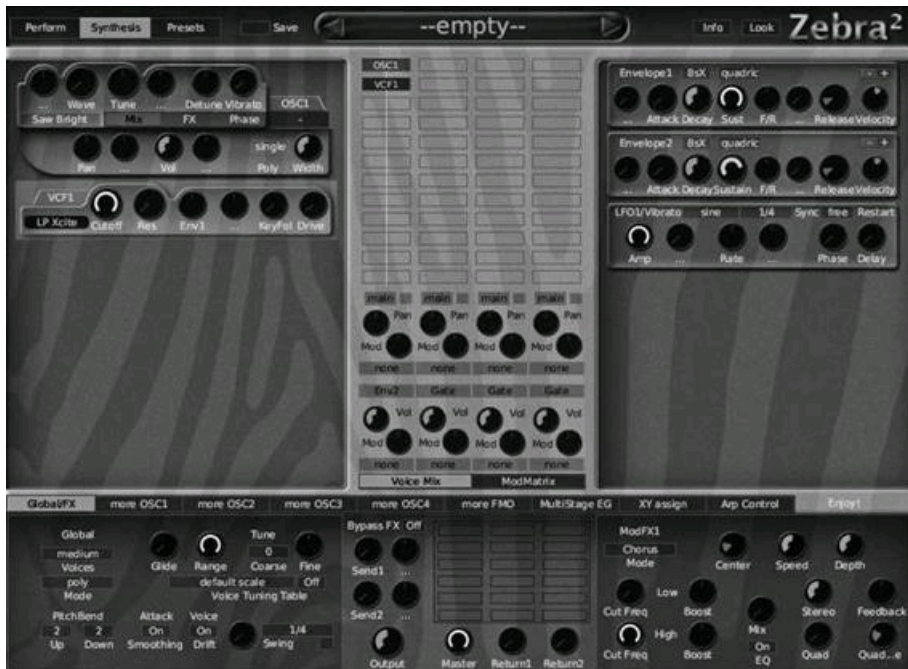 Perform Synthesis Presets Save --empty-- Info Look Zebra2
... Wave Tune ... Detune Vibrato OSC1
Saw Bright Mix FX Phase -
single
Pan ... Vol ... Poly Width
VCF1
LP Xcite Cutoff Res Env1 ... KeyFol Drive
OSC1
VCF1
main main main main
Pan Pan Pan Pan
Mod Mod Mod Mod
none none none none
Env2 Gate Gate Gate
Vol Vol Vol Vol
Mod Mod Mod Mod
none none none none
Voice Mix ModMatrix
Envelope1 8sX quadric - +
... Attack Decay Sust F/R ... Release Velocity
Envelope2 8sX quadric - +
... Attack Decay Sustain F/R ... Release Velocity
LFO1/Vibrato sine 1/4 Sync free Restart
Amp ... Rate ... Phase Delay
Global/FX more OSC1 more OSC2 more OSC3 more OSC4 more FMO MultiStage EG XY assign Arp Control Enjoy!
Global
medium
Voices
poly
Mode
Glide Range
Tune
0
Coarse Fine
default scale Off
Voice Tuning Table
PitchBend Attack Voice
2 2 On On 1/4
Up Down Smoothing Drift Swing
Bypass FX Off
Send1 ...
Send2 ...
Output Master Return1 Return2
ModFX1
Chorus
Mode
Center Speed Depth
Low
Cut Freq Boost
Stereo Feedback
High
Cut Freq Boost
Mix
On
EQ
Quad Quad...e